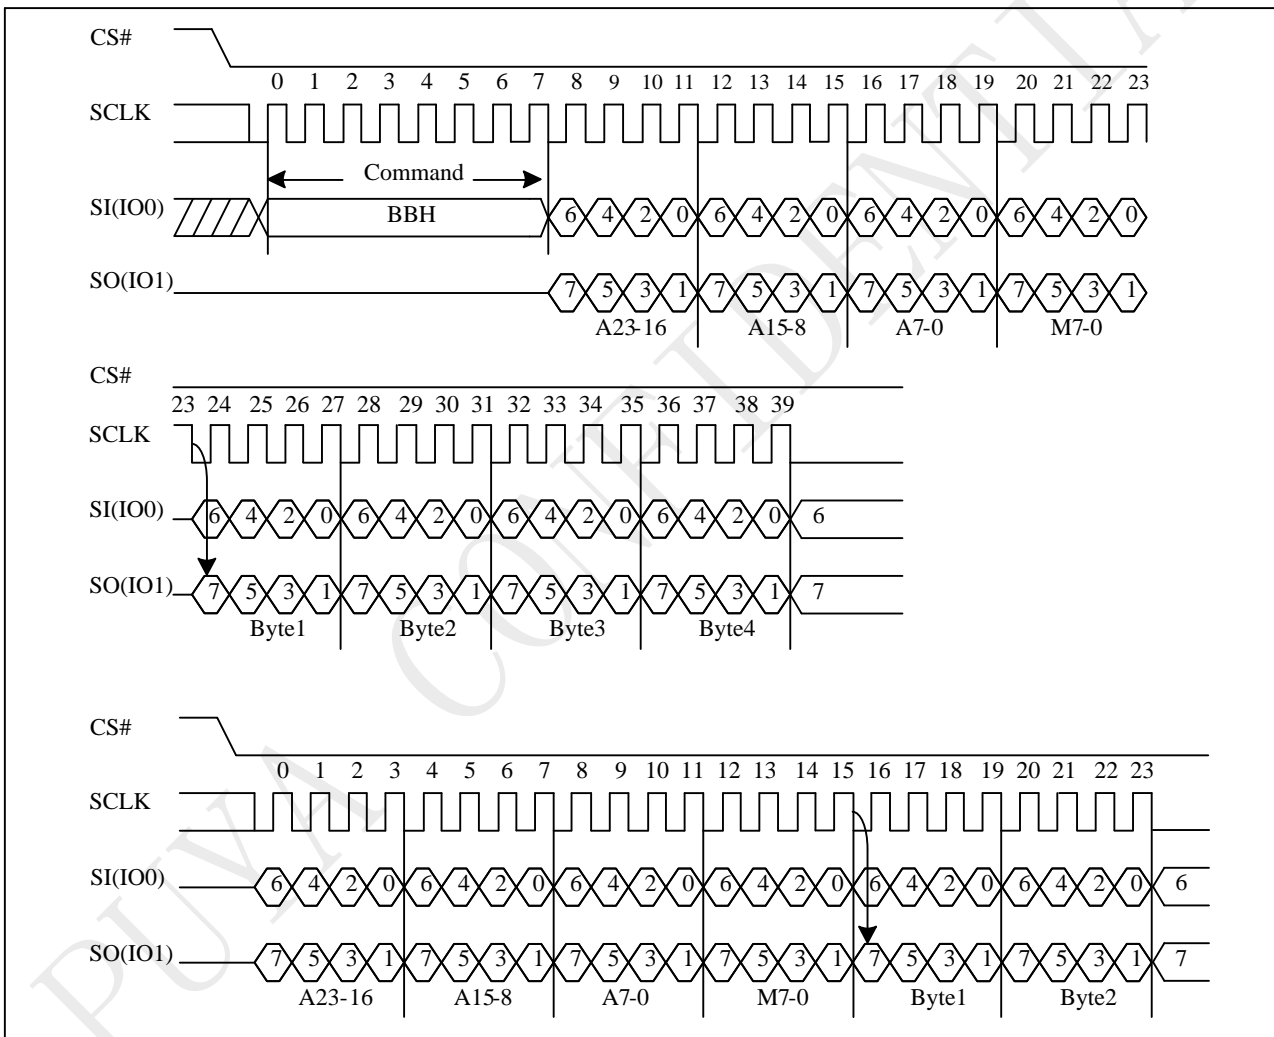 CS#
0 1 2 3 4 5 6 7 8 9 10 11 12 13 14 15 16 17 18 19 20 21 22 23
SCLK
Command
SI(IO0) BBH 6 4 2 0 6 4 2 0 6 4 2 0 6 4 2 0
SO(IO1) 7 5 3 1 7 5 3 1 7 5 3 1 7 5 3 1
A23-16 A15-8 A7-0 M7-0
CS#
23 24 25 26 27 28 29 30 31 32 33 34 35 36 37 38 39
SCLK
SI(IO0) 6 4 2 0 6 4 2 0 6 4 2 0 6 4 2 0 6
SO(IO1) 7 5 3 1 7 5 3 1 7 5 3 1 7 5 3 1 7
Byte1 Byte2 Byte3 Byte4
CS#
0 1 2 3 4 5 6 7 8 9 10 11 12 13 14 15 16 17 18 19 20 21 22 23
SCLK
SI(IO0) 6 4 2 0 6 4 2 0 6 4 2 0 6 4 2 0 6 4 2 0 6 4 2 0 6
SO(IO1) 7 5 3 1 7 5 3 1 7 5 3 1 7 5 3 1 7 5 3 1 7 5 3 1 7
A23-16 A15-8 A7-0 M7-0 Byte1 Byte2
PUYA CONFIDENTIA